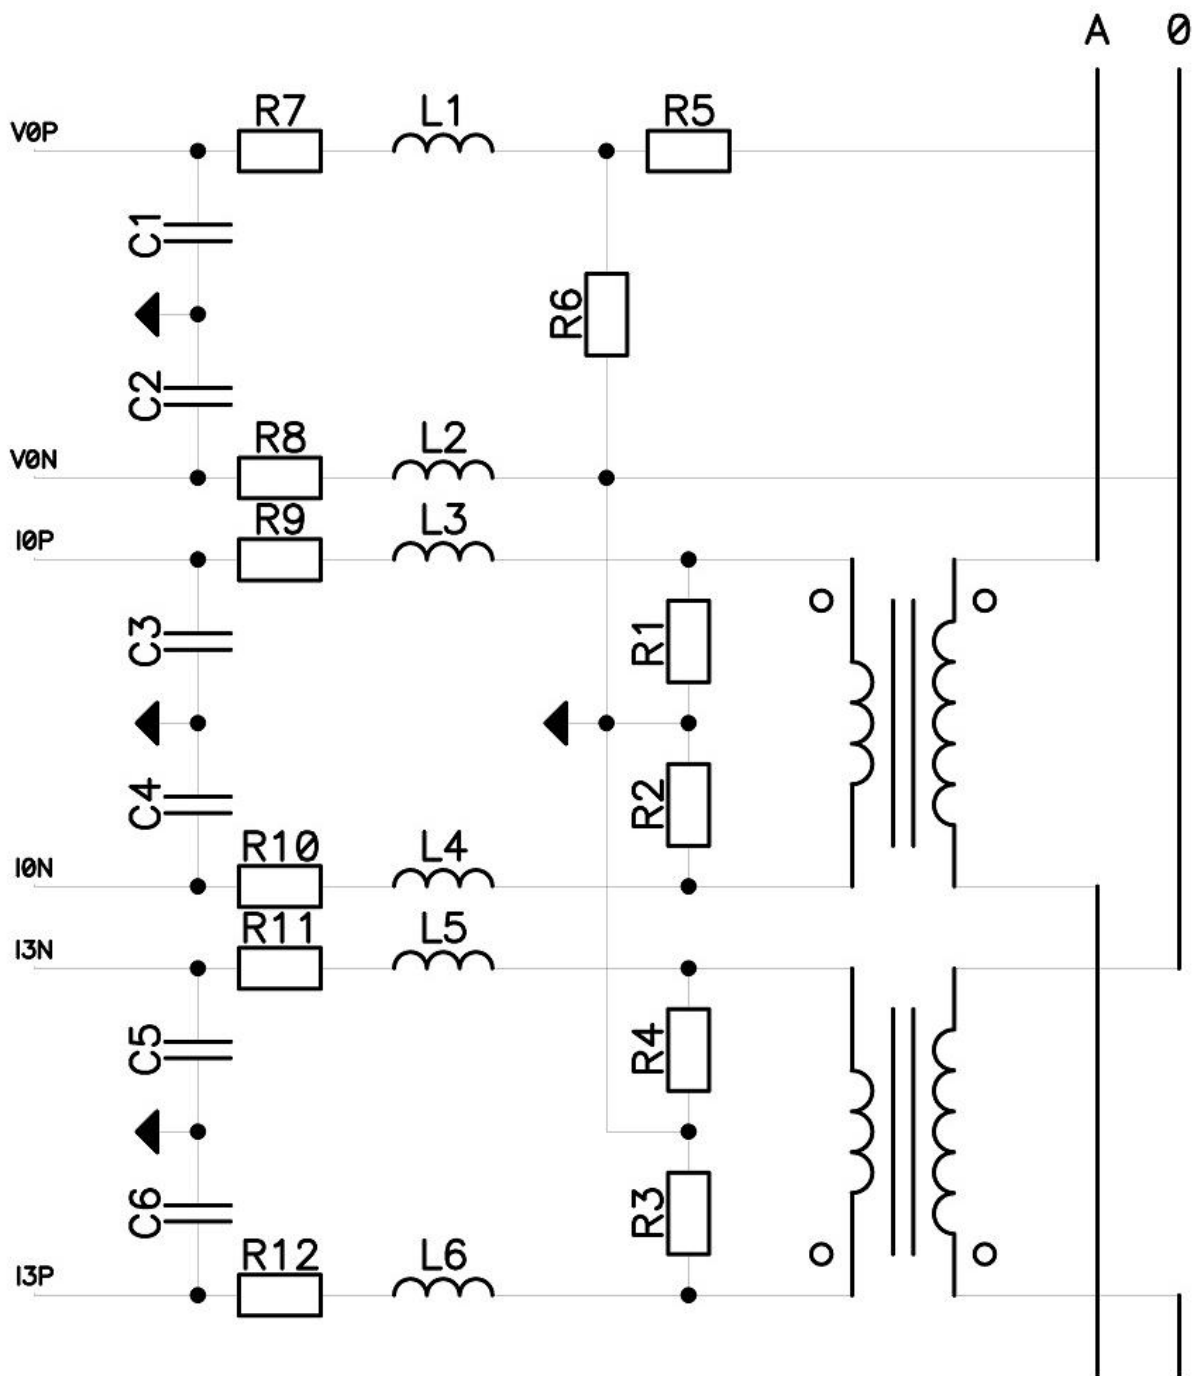 A 0
V0P R7 L1 R5
C1
R6
C2
V0N R8 L2
I0P R9 L3
C3 R1
C4 R2
I0N R10 L4
I3N R11 L5
C5 R4
C6 R3
I3P R12 L6